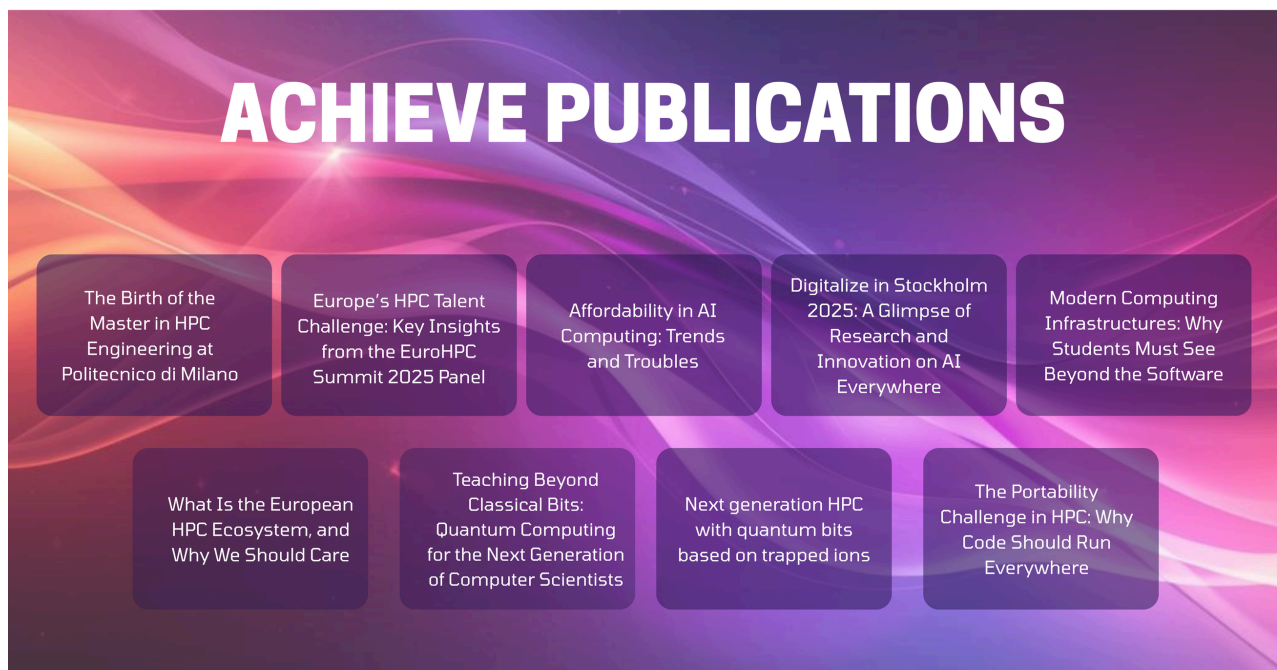 ACHIEVE PUBLICATIONS
The Birth of the
Master in HPC
Engineering at
Politecnico di Milano
Europe's HPC Talent
Challenge: Key Insights
from the EuroHPC
Summit 2025 Panel
Affordability in AI
Computing: Trends
and Troubles
Digitalize in Stockholm
2025: A Glimpse of
Research and
Innovation on AI
Everywhere
Modern Computing
Infrastructures: Why
Students Must See
Beyond the Software
What Is the European
HPC Ecosystem, and
Why We Should Care
Teaching Beyond
Classical Bits:
Quantum Computing
for the Next Generation
of Computer Scientists
Next generation HPC
with quantum bits
based on trapped ions
The Portability
Challenge in HPC: Why
Code Should Run
Everywhere